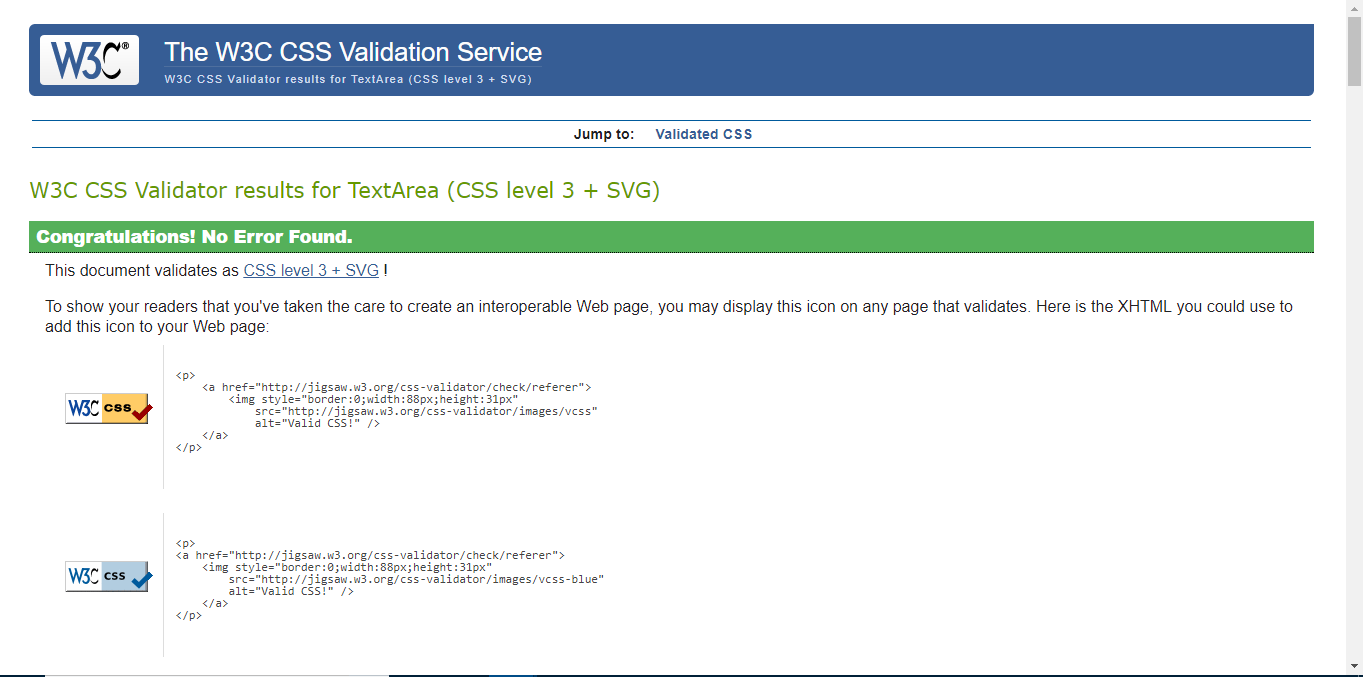 W3C®
The W3C CSS Validation Service
W3C CSS Validator results for TextArea (CSS level 3 + SVG)
Jump to: Validated CSS
W3C CSS Validator results for TextArea (CSS level 3 + SVG)
Congratulations! No Error Found.
This document validates as CSS level 3 + SVG !
To show your readers that you've taken the care to create an interoperable Web page, you may display this icon on any page that validates. Here is the XHTML you could use to
add this icon to your Web page:
W3C css
<p>
<a href="http://jigsaw.w3.org/css-validator/check/referer">
<img style="border:0;width:88px;height:31px"
src="http://jigsaw.w3.org/css-validator/images/vcss"
alt="Valid CSS!" />
</a>
</p>
W3C css
<p>
<a href="http://jigsaw.w3.org/css-validator/check/referer">
<img style="border:0;width:88px;height:31px"
src="http://jigsaw.w3.org/css-validator/images/vcss-blue"
alt="Valid CSS!" />
</a>
</p>